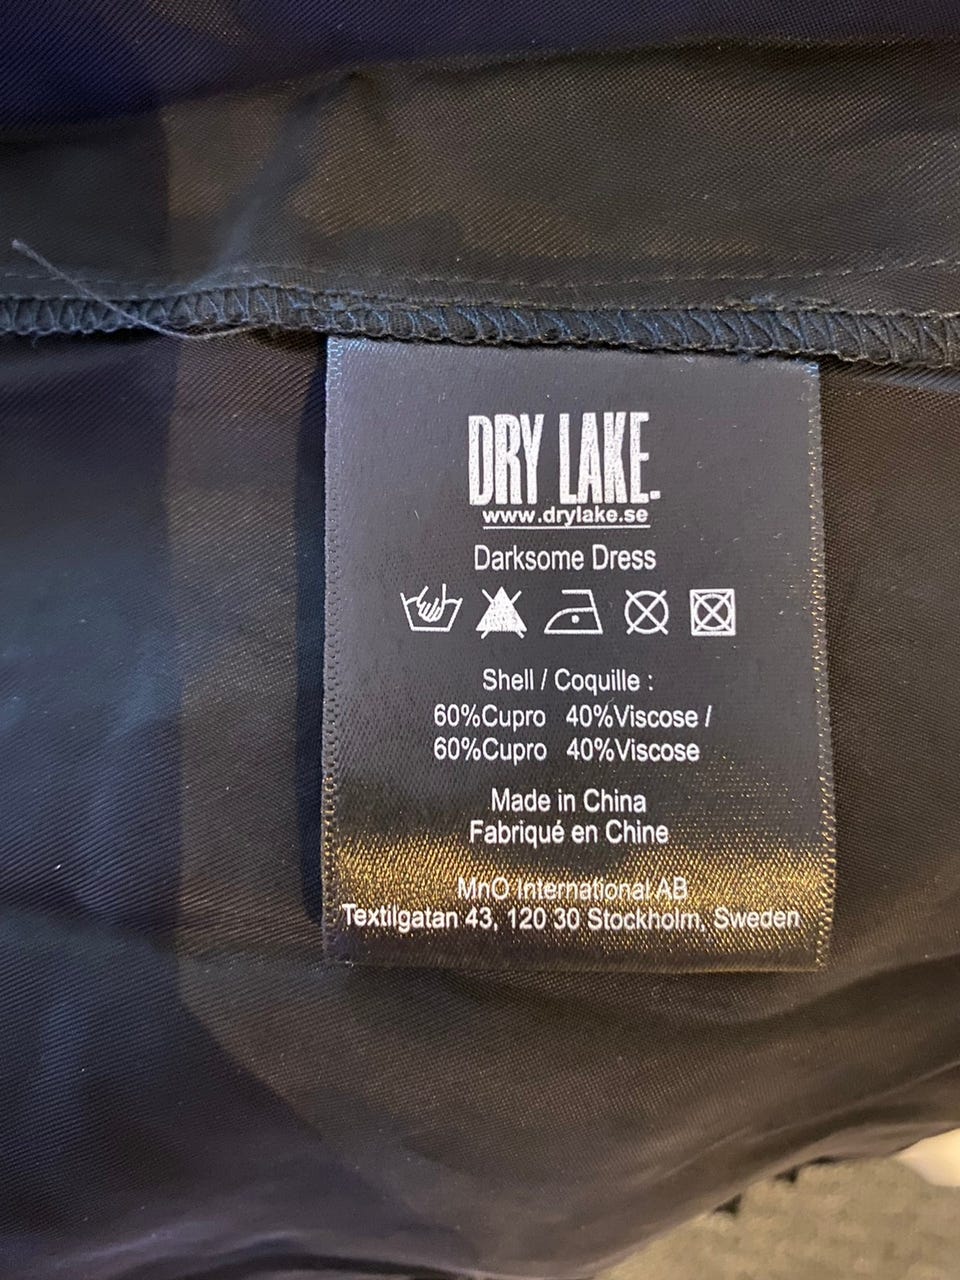 DRY LAKE.
www.drylake.se
Darksome Dress
Shell / Coquille :
60%Cupro 40%Viscose /
60%Cupro 40%Viscose
Made in China
Fabriqué en Chine
MnO International AB
Textilgatan 43, 120 30 Stockholm, Sweden